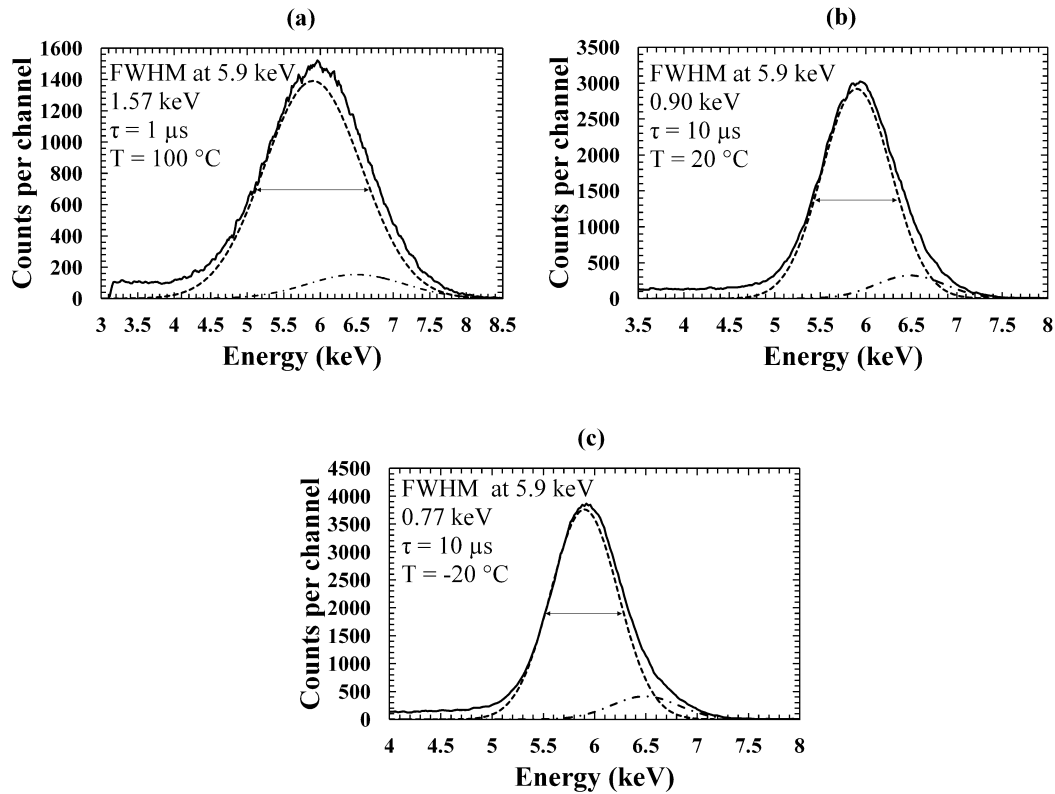 (a)
1600
1400
1200
1000
800
600
400
200
0
Counts per channel
FWHM at 5.9 keV
1.57 keV
τ = 1 µs
T = 100 °C
3 3.5 4 4.5 5 5.5 6 6.5 7 7.5 8 8.5
Energy (keV)
(b)
3500
3000
2500
2000
1500
1000
500
0
Counts per channel
FWHM at 5.9 keV
0.90 keV
τ = 10 µs
T = 20 °C
3.5 4 4.5 5 5.5 6 6.5 7 7.5 8
Energy (keV)
(c)
4500
4000
3500
3000
2500
2000
1500
1000
500
0
Counts per channel
FWHM at 5.9 keV
0.77 keV
τ = 10 µs
T = -20 °C
4 4.5 5 5.5 6 6.5 7 7.5 8
Energy (keV)